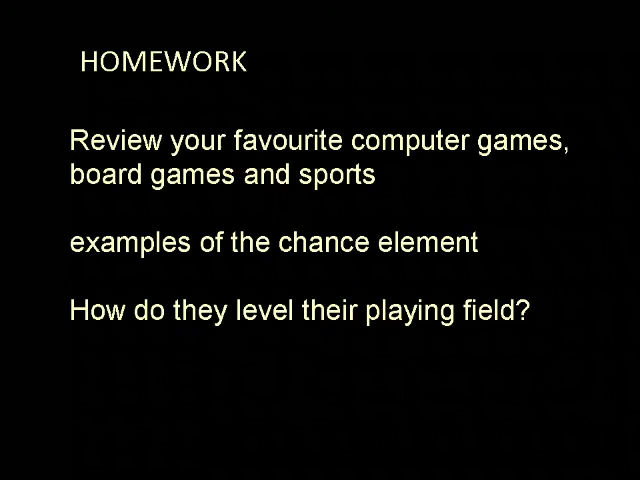 HOMEWORK
Review your favourite computer games,
board games and sports
examples of the chance element
How do they level their playing field?